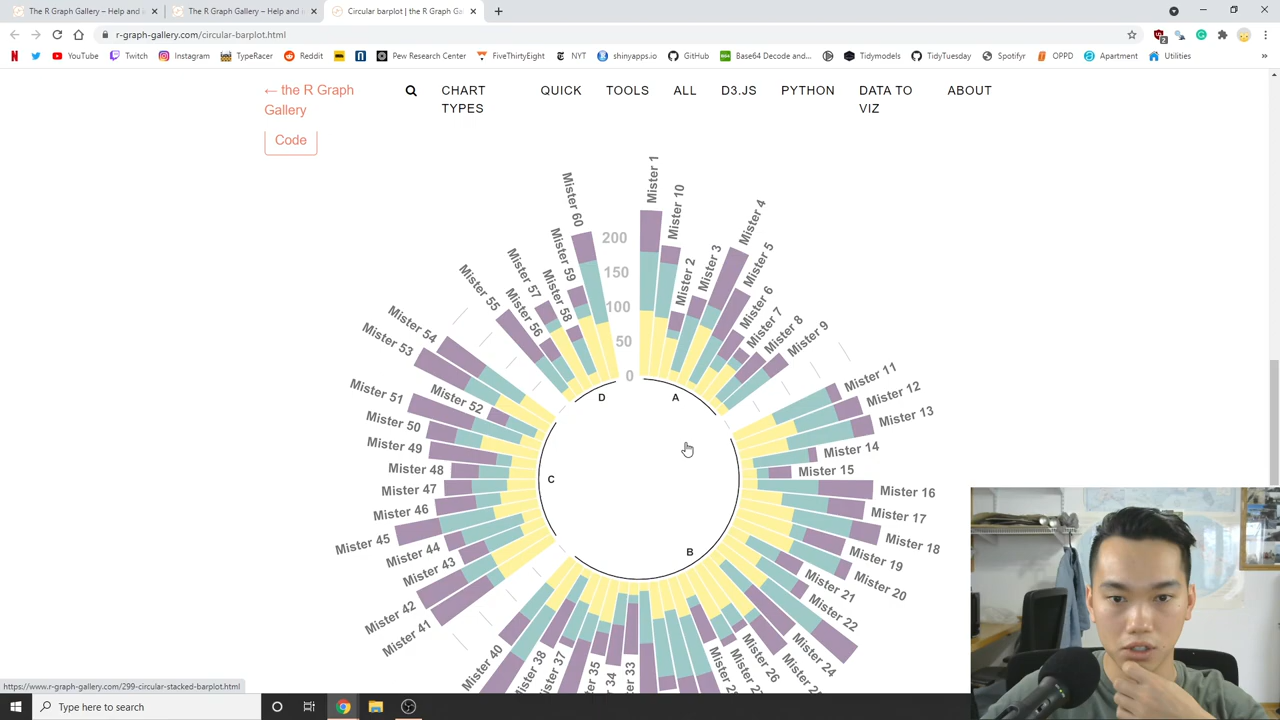 The R Graph Gallery – Help and i
The R Graph Gallery – Help and i
Circular barplot | the R Graph Ga
r-graph-gallery.com/circular-barplot.html
YouTube
Twitch
Instagram
TypeRacer
Reddit
Pew Research Center
FiveThirtyEight
NYT
shinyapps.io
GitHub
Base64 Decode and...
Tidymodels
TidyTuesday
Spotifyr
OPPD
Apartment
Utilities
← the R Graph
Gallery
CHART
TYPES
QUICK
TOOLS
ALL
D3.JS
PYTHON
DATA TO
VIZ
ABOUT
Code
Mister 1
Mister 10
Mister 2
Mister 3
Mister 4
Mister 5
Mister 6
Mister 7
Mister 8
Mister 9
Mister 11
Mister 12
Mister 13
Mister 14
Mister 15
Mister 16
Mister 17
Mister 18
Mister 19
Mister 20
Mister 21
Mister 22
Mister 24
Mister 26
Mister 33
Mister 34
Mister 35
Mister 37
Mister 38
Mister 40
Mister 41
Mister 42
Mister 43
Mister 44
Mister 45
Mister 46
Mister 47
Mister 48
Mister 49
Mister 50
Mister 51
Mister 52
Mister 53
Mister 54
Mister 55
Mister 56
Mister 57
Mister 58
Mister 59
Mister 60
200
150
100
50
0
A
B
C
D
https://www.r-graph-gallery.com/299-circular-stacked-barplot.html
Type here to search